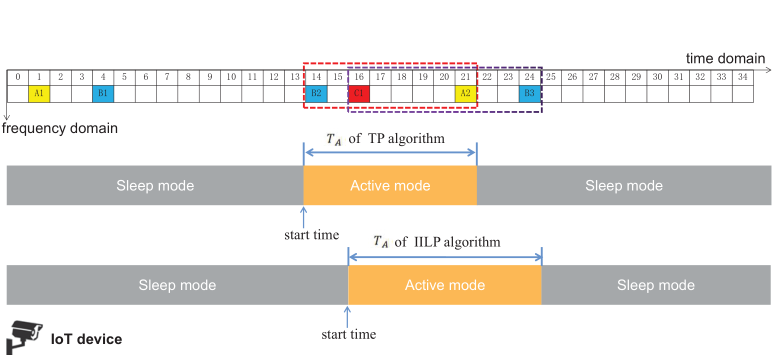 time domain
0 1 2 3 4 5 6 7 8 9 10 11 12 13 14 15 16 17 18 19 20 21 22 23 24 25 26 27 28 29 30 31 32 33 34
A1 B1 B2 C1 A2 B3
frequency domain
T_A of TP algorithm
Sleep mode Active mode Sleep mode
start time
T_A of IILP algorithm
Sleep mode Active mode Sleep mode
start time
IoT device